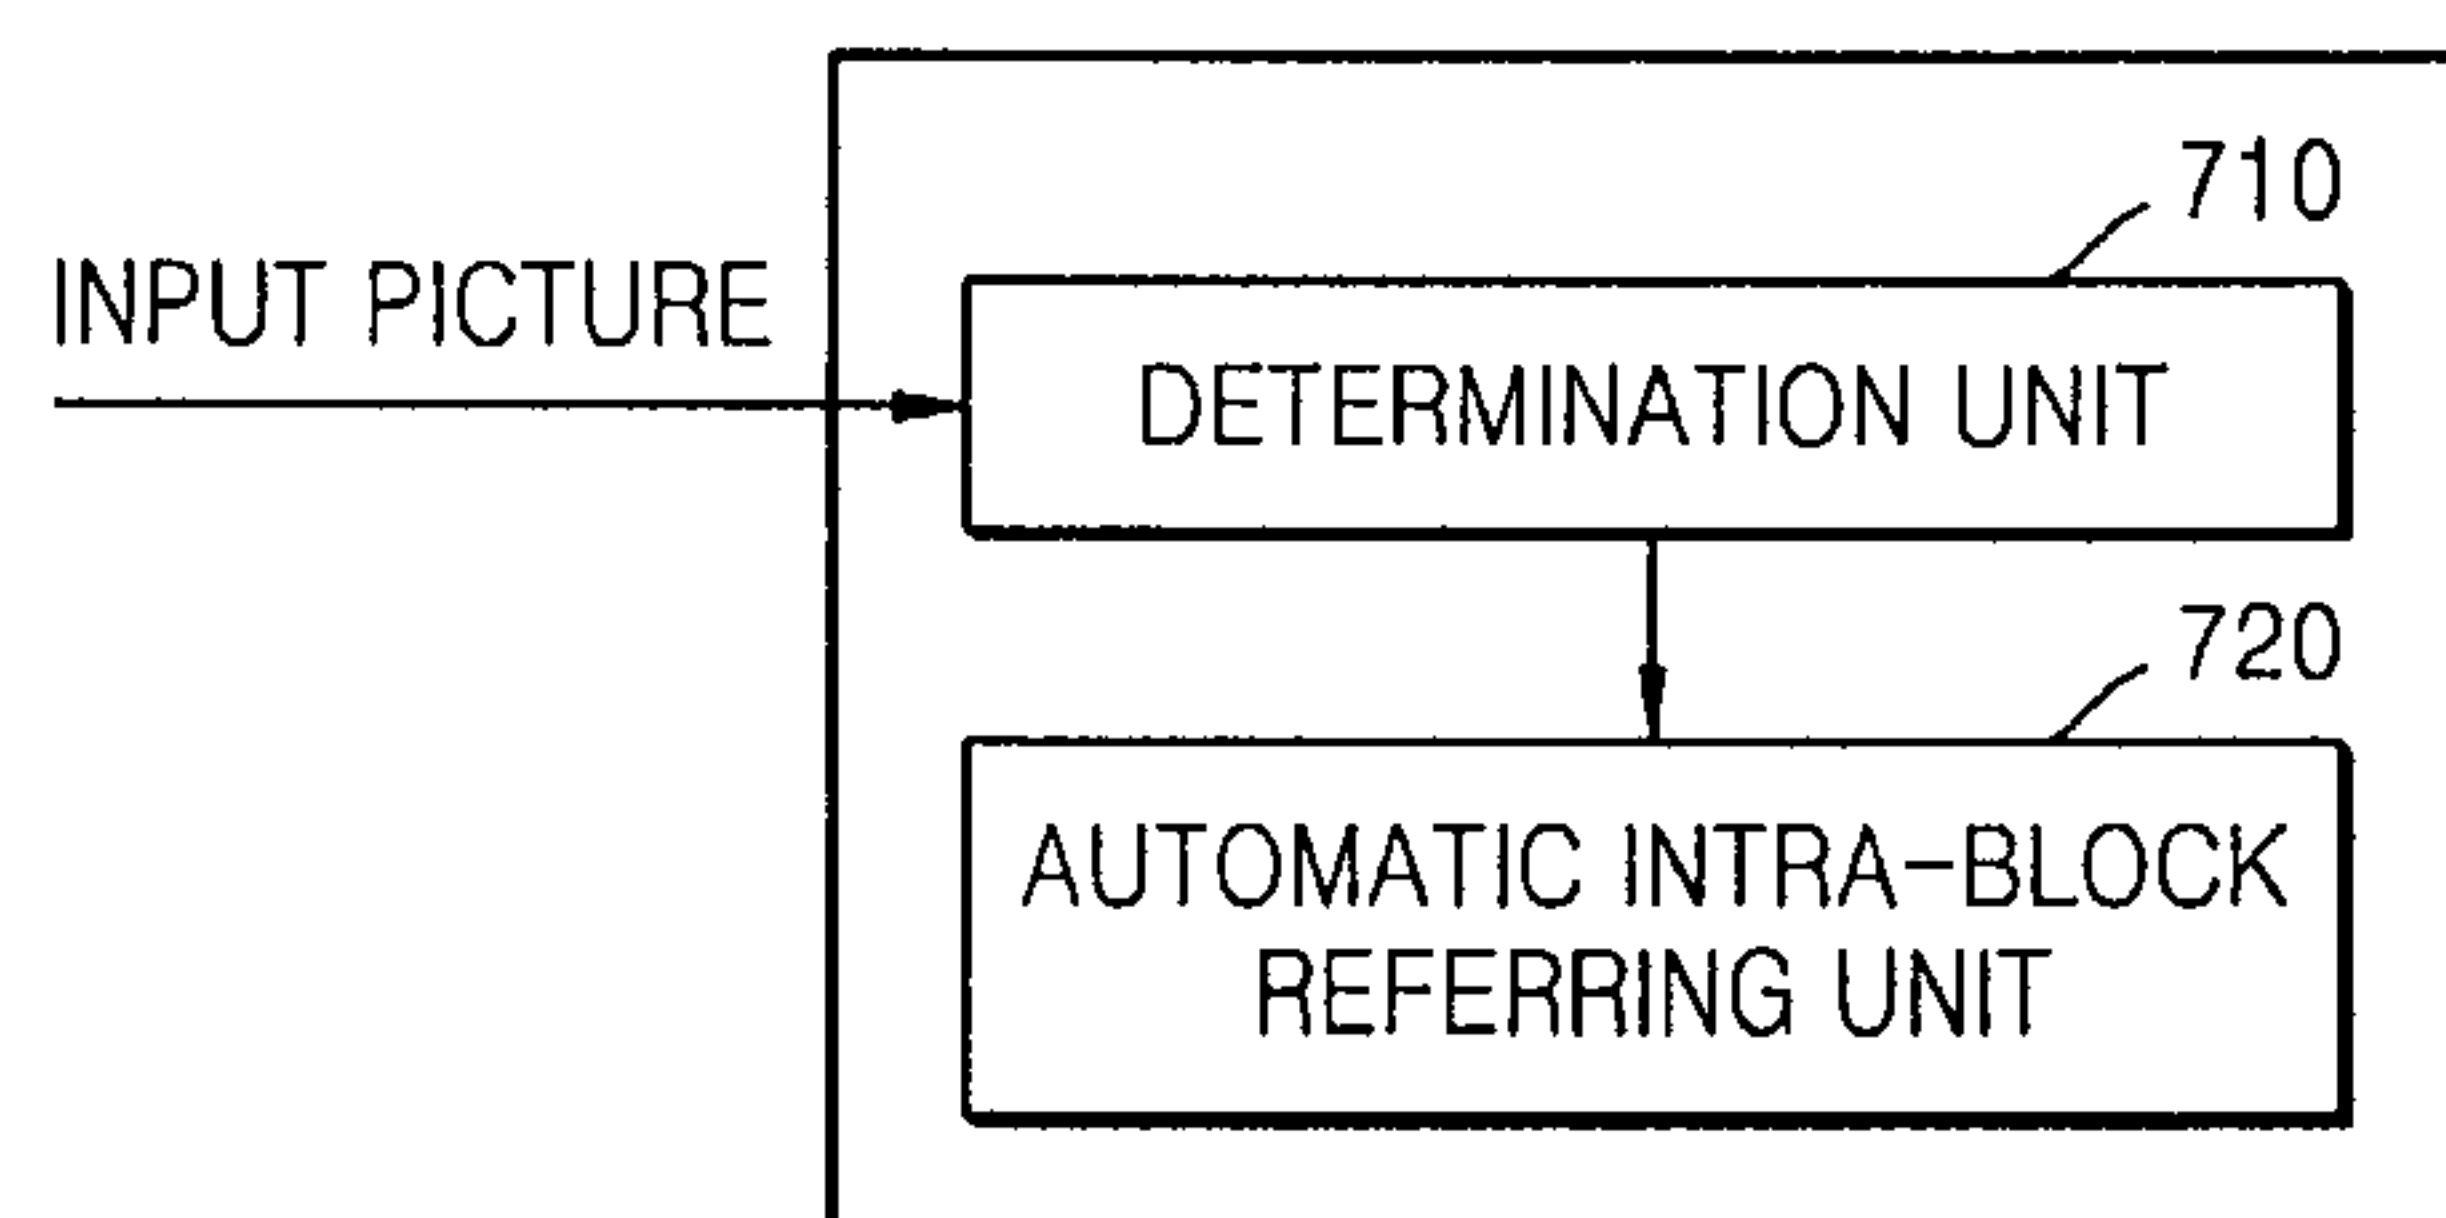 710
INPUT PICTURE
DETERMINATION UNIT
720
AUTOMATIC INTRA-BLOCK
REFERRING UNIT